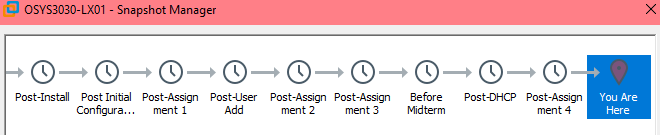 OSYS3030-LX01 - Snapshot Manager
Post-Install
Post Initial
Configura...
Post-Assign
ment 1
Post-User
Add
Post-Assign
ment 2
Post-Assign
ment 3
Before
Midterm
Post-DHCP
Post-Assign
ment 4
You Are
Here